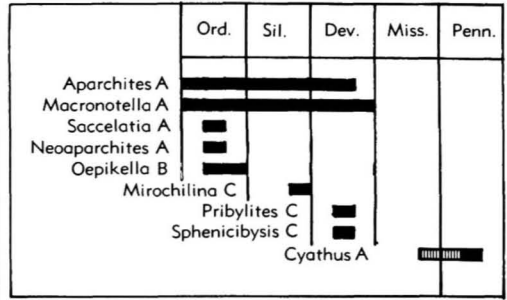 Ord. Sil. Dev. Miss. Penn.
Aparchites A
Macronotella A
Saccelatia A
Neoaparchites A
Oepikella B
Mirochilina C
Pribylites C
Sphenicibysis C
Cyathus A